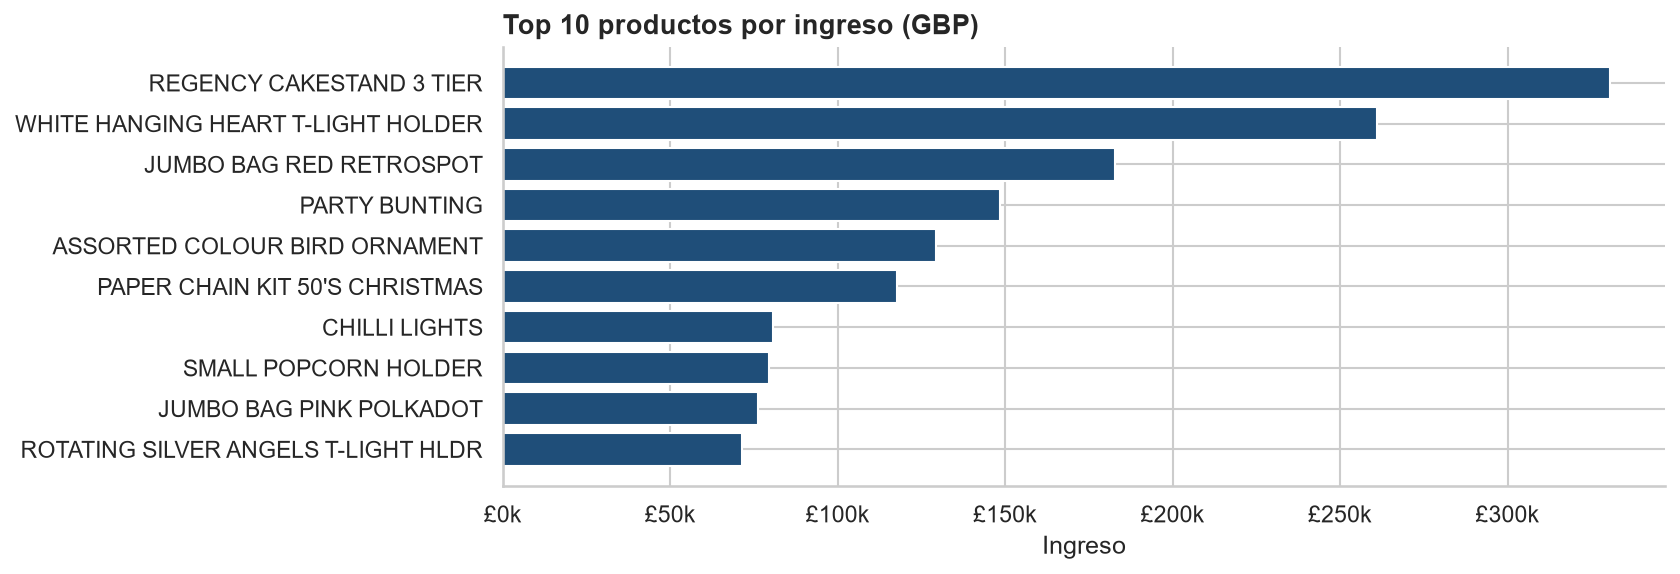 Top 10 productos por ingreso (GBP)
REGENCY CAKESTAND 3 TIER
WHITE HANGING HEART T-LIGHT HOLDER
JUMBO BAG RED RETROSPOT
PARTY BUNTING
ASSORTED COLOUR BIRD ORNAMENT
PAPER CHAIN KIT 50'S CHRISTMAS
CHILLI LIGHTS
SMALL POPCORN HOLDER
JUMBO BAG PINK POLKADOT
ROTATING SILVER ANGELS T-LIGHT HLDR
£0k £50k £100k £150k £200k £250k £300k
Ingreso